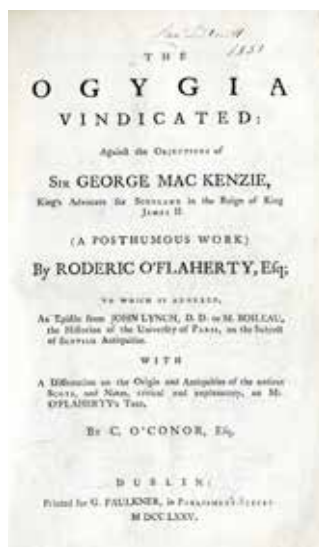 1851
THE
OGYGIA
VINDICATED:
Against the OBJECTIONS of
SIR GEORGE MAC KENZIE,
King's Advocate for SCOTLAND in the Reign of King
JAMES II.
(A POSTHUMOUS WORK)
By RODERIC O'FLAHERTY, Esq;
TO WHICH IS ANNEXED,
An Epistle from JOHN LYNCH, D. D. to M. BOILEAU,
the Historian of the University of PARIS, on the Subject
of SCOTISH Antiquities.
WITH
A Dissertation on the Origin and Antiquities of the antient
SCOTS, and Notes, critical and explanatory, on Mr.
O'FLAHERTY's TEXT.
By C. O'CONOR, Esq.
DUBLIN:
Printed for G. FAULKNER, in PARLIAMENT-STREET
M DCC LXXV.